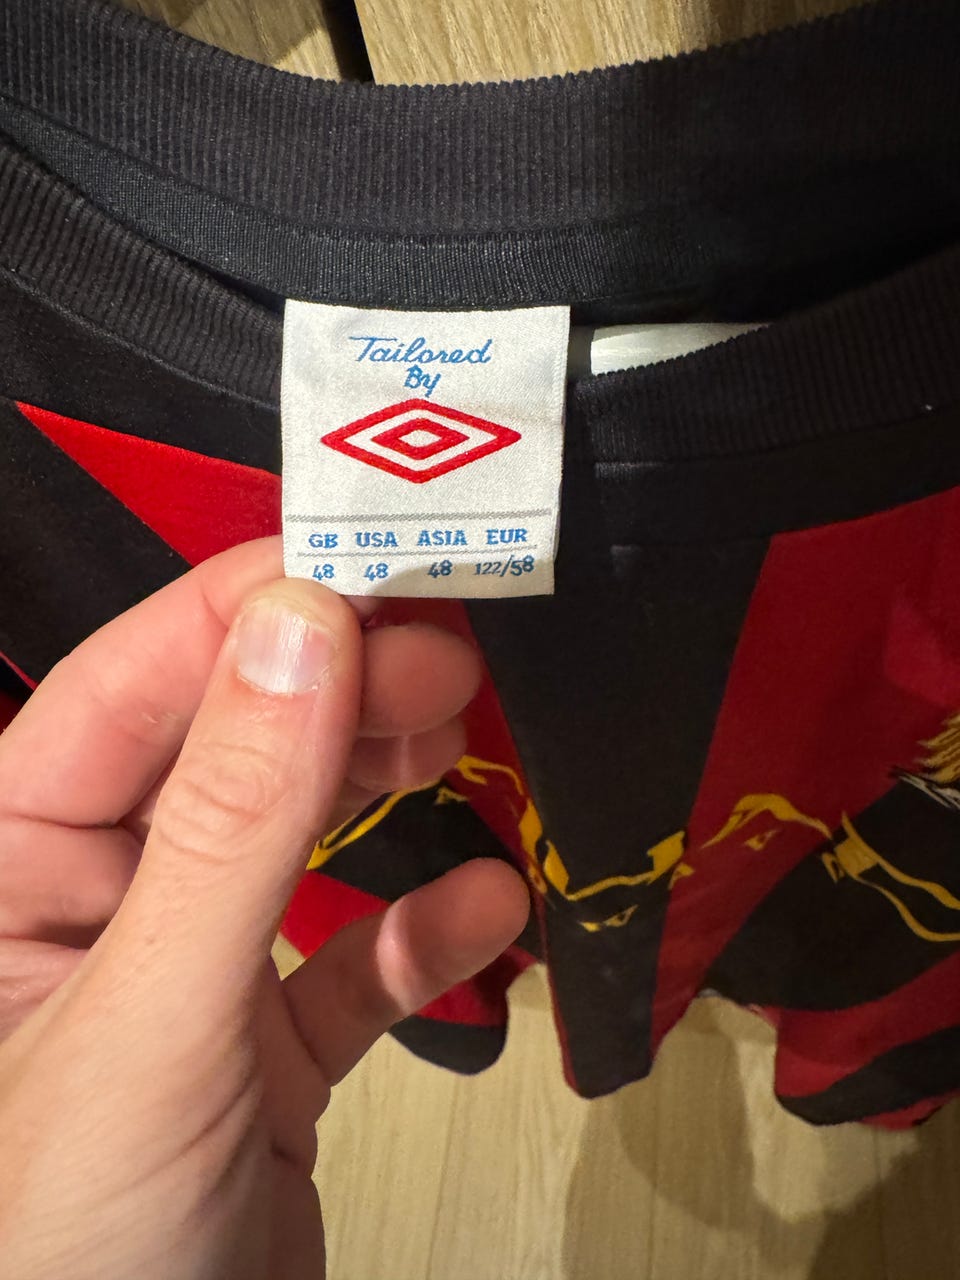 Tailored
By
GB USA ASIA EUR
48 48 48 122/58